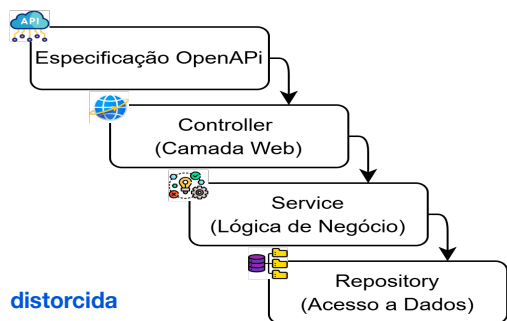 API
Especificação OpenAPi
Controller
(Camada Web)
Service
(Lógica de Negócio)
Repository
(Acesso a Dados)
distorcida